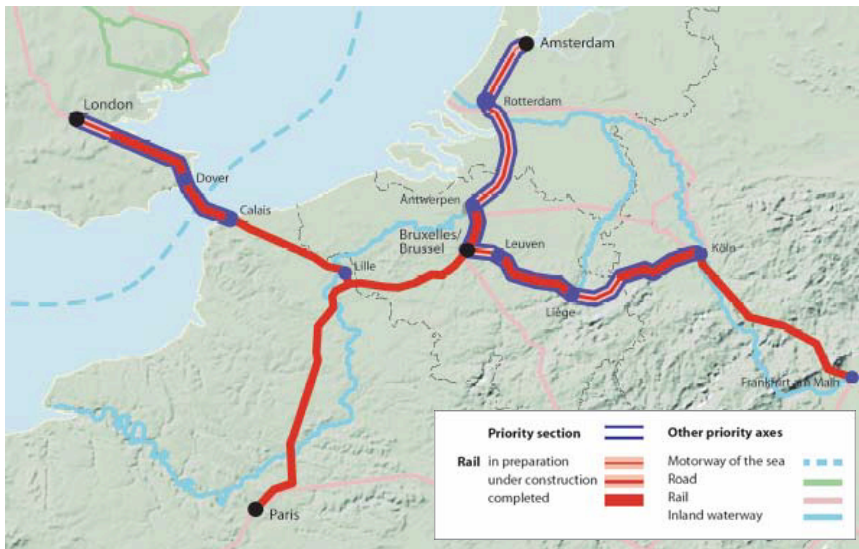 Amsterdam
London
Rotterdam
Dover
Calais
Antwerpen
Bruxelles/
Brussel
Leuven
Köln
Lille
Liège
Frankfurt am Main
Paris
Priority section
Other priority axes
Rail in preparation
Motorway of the sea
under construction
Road
completed
Rail
Inland waterway